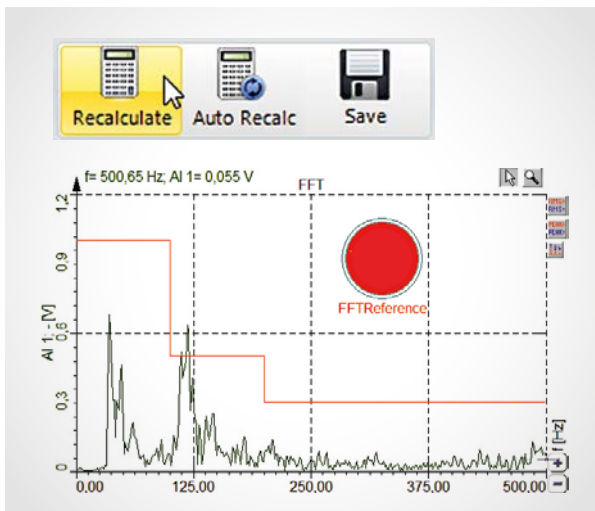 Recalculate Auto Recalc Save
f= 500,65 Hz; AI 1= 0,055 V
FFT
1,2
0,9
0,6
0,3
0
AI 1; - [V]
FFTReference
f [Hz]
0.00 125.00 250.00 375.00 500.00